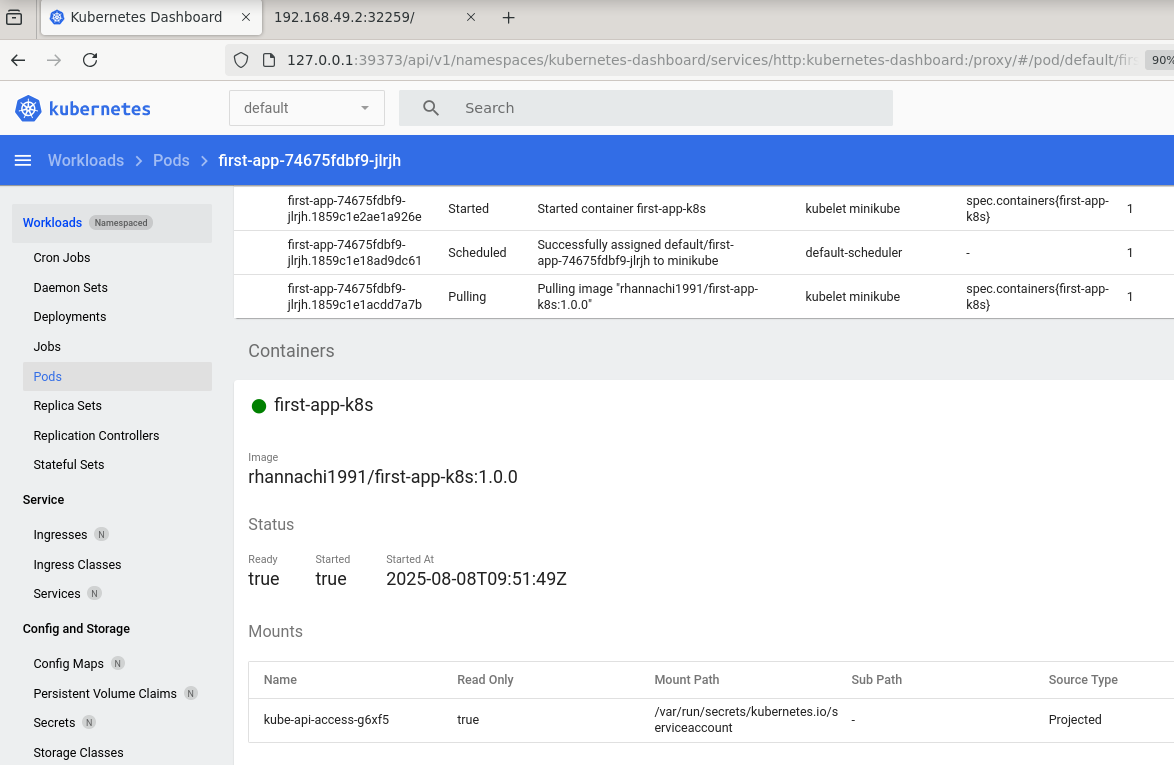 Kubernetes Dashboard
192.168.49.2:32259/
127.0.0.1:39373/api/v1/namespaces/kubernetes-dashboard/services/http:kubernetes-dashboard:/proxy/#/pod/default/firs
90%
kubernetes
default
Search
Workloads
Pods
first-app-74675fdbf9-jlrjh
Workloads Namespaced
Cron Jobs
Daemon Sets
Deployments
Jobs
Pods
Replica Sets
Replication Controllers
Stateful Sets
Service
Ingresses N
Ingress Classes
Services N
Config and Storage
Config Maps N
Persistent Volume Claims N
Secrets N
Storage Classes
first-app-74675fdbf9-
jlrjh.1859c1e2ae1a926e
Started
Started container first-app-k8s
kubelet minikube
spec.containers{first-app-
k8s}
1
first-app-74675fdbf9-
jlrjh.1859c1e18ad9dc61
Scheduled
Successfully assigned default/first-
app-74675fdbf9-jlrjh to minikube
default-scheduler
-
1
first-app-74675fdbf9-
jlrjh.1859c1e1acdd7a7b
Pulling
Pulling image "rhannachi1991/first-app-
k8s:1.0.0"
kubelet minikube
spec.containers{first-app-
k8s}
1
Containers
first-app-k8s
Image
rhannachi1991/first-app-k8s:1.0.0
Status
Ready Started Started At
true true 2025-08-08T09:51:49Z
Mounts
Name Read Only Mount Path Sub Path Source Type
kube-api-access-g6xf5
true
/var/run/secrets/kubernetes.io/s
erviceaccount
-
Projected